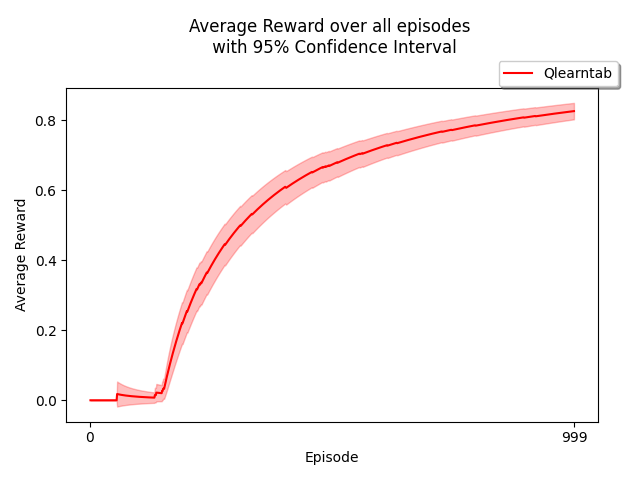 Average Reward over all episodes
with 95% Confidence Interval
Qlearntab
Average Reward
0.8
0.6
0.4
0.2
0.0
0
999
Episode